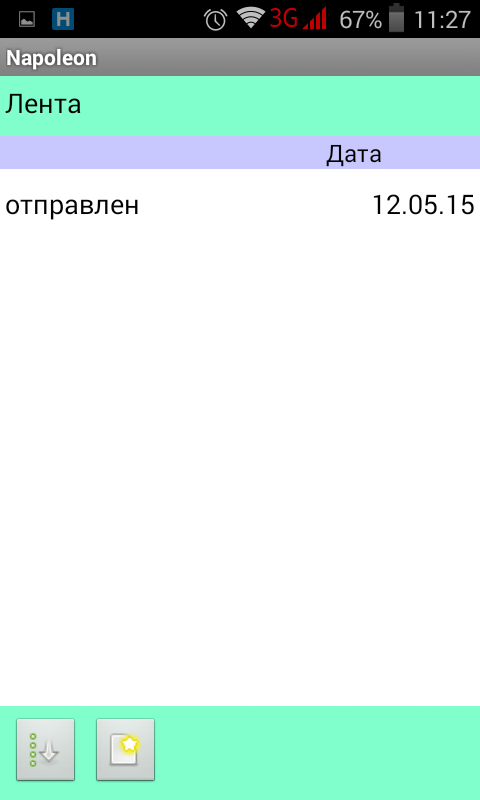 H 3G 67% 11:27
Napoleon
Лента
Дата
отправлен 12.05.15